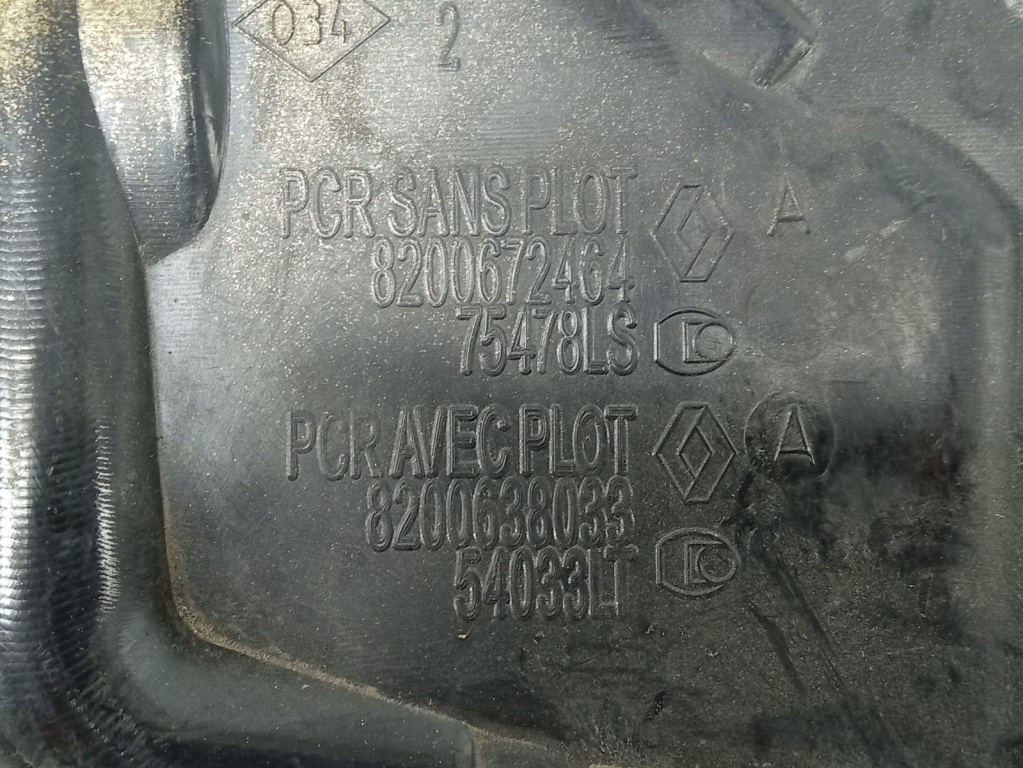 034 2
PCR SANS PLOT A
8200672464
75478LS
PCR AVEC PLOT A
8200638033
54033LT